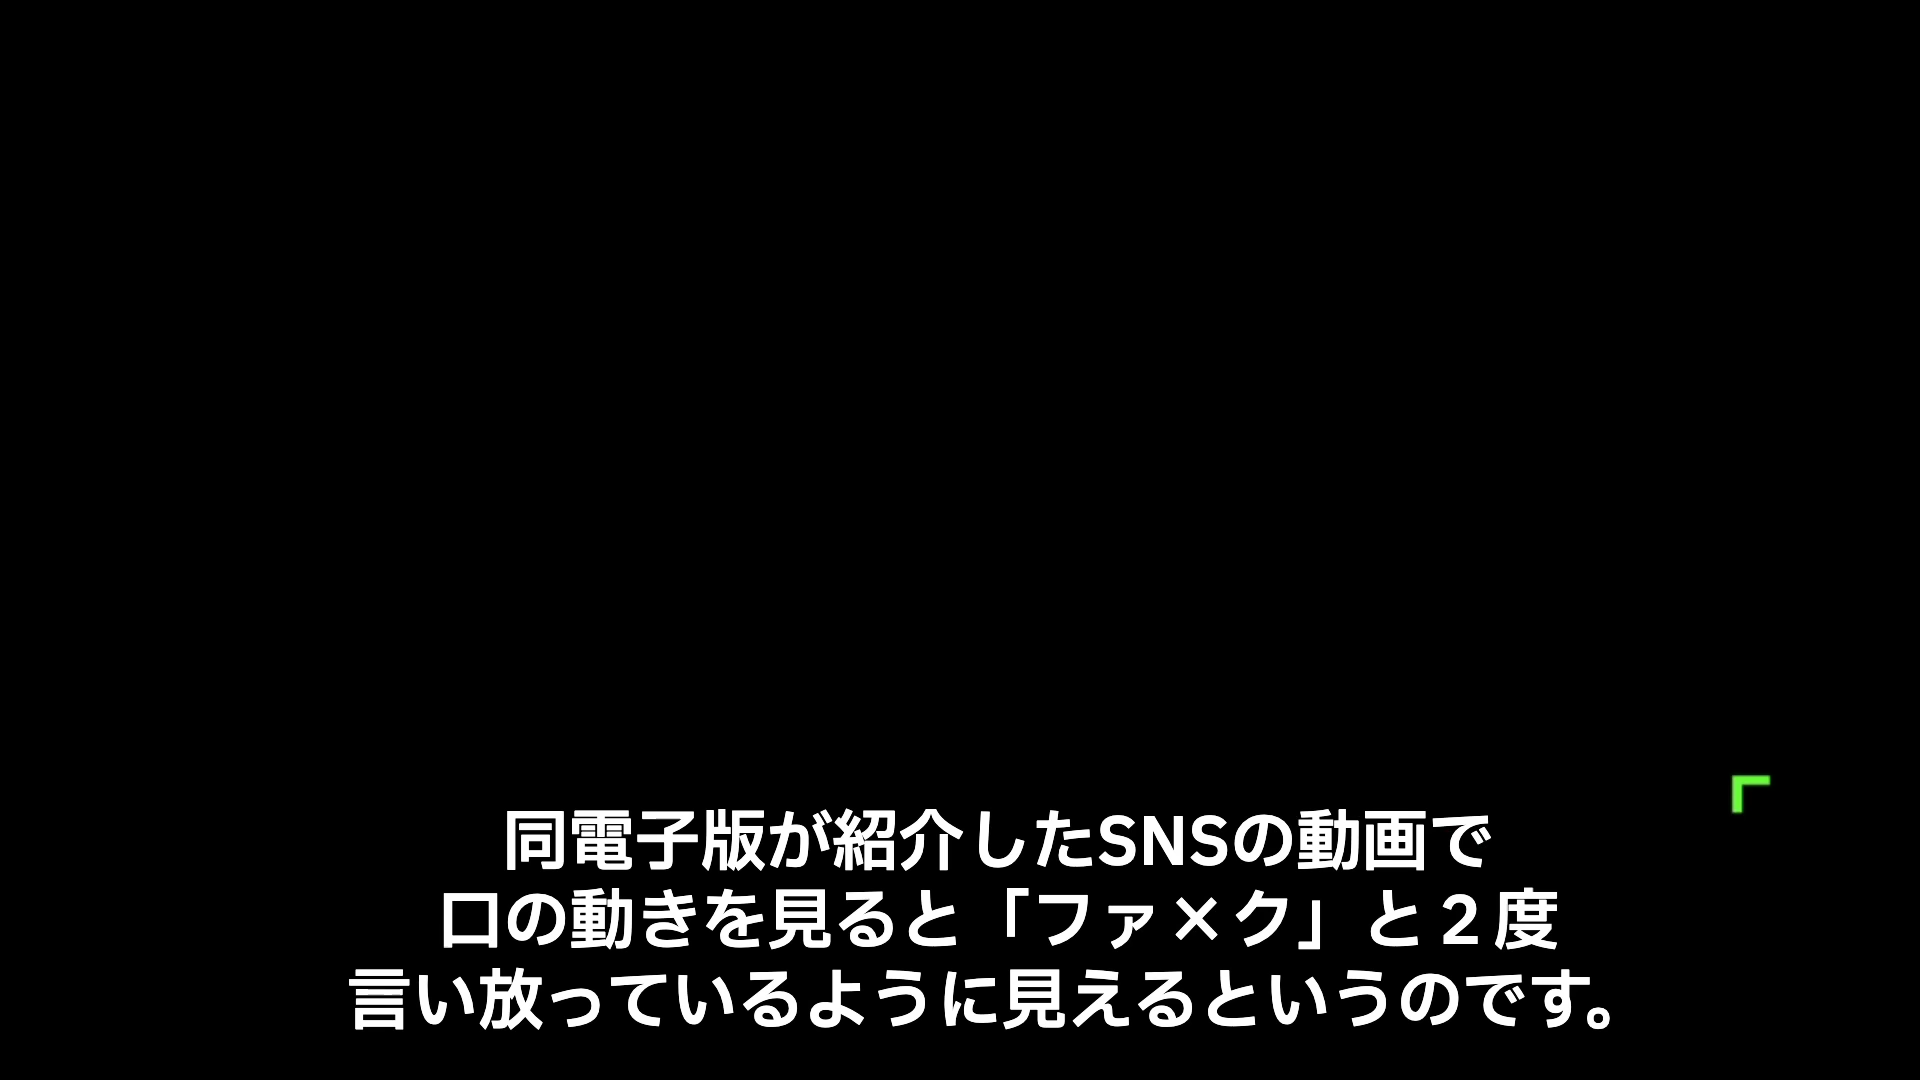 同電子版が紹介したSNSの動画で
口の動きを見ると「ファ×ク」と２度
言い放っているように見えるというのです。